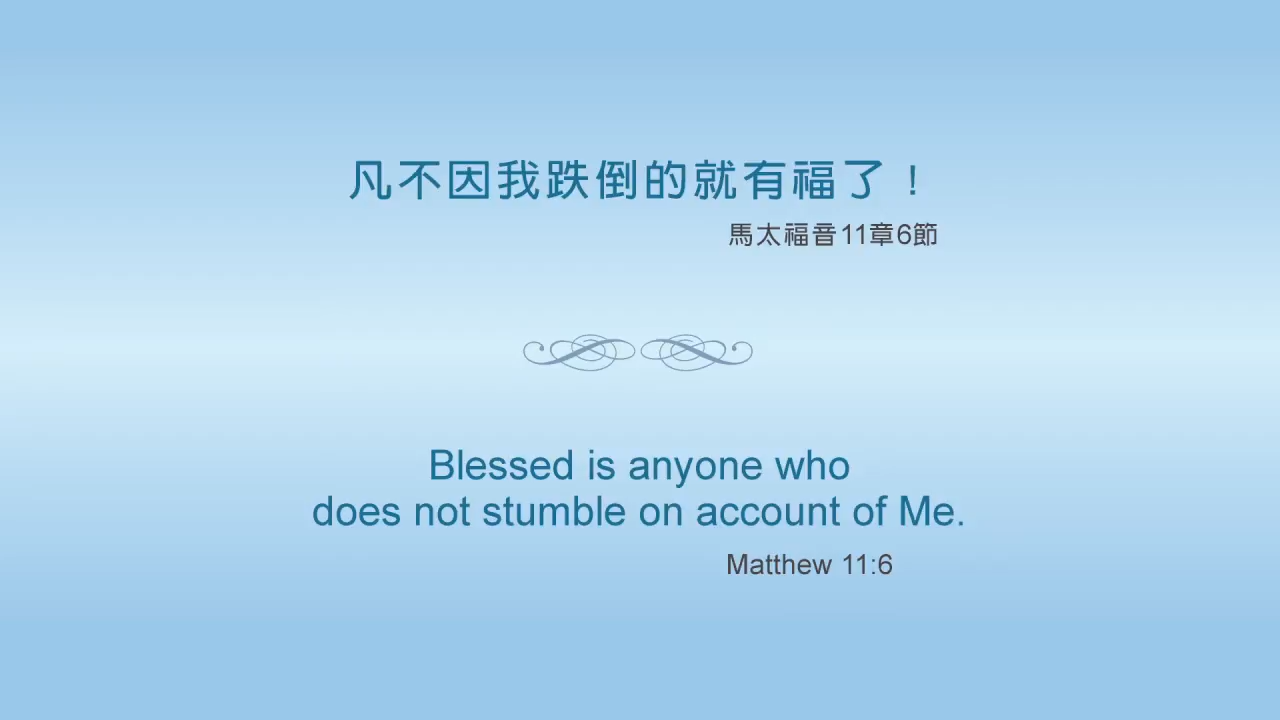 凡不因我跌倒的就有福了！
馬太福音11章6節
Blessed is anyone who
does not stumble on account of Me.
Matthew 11:6